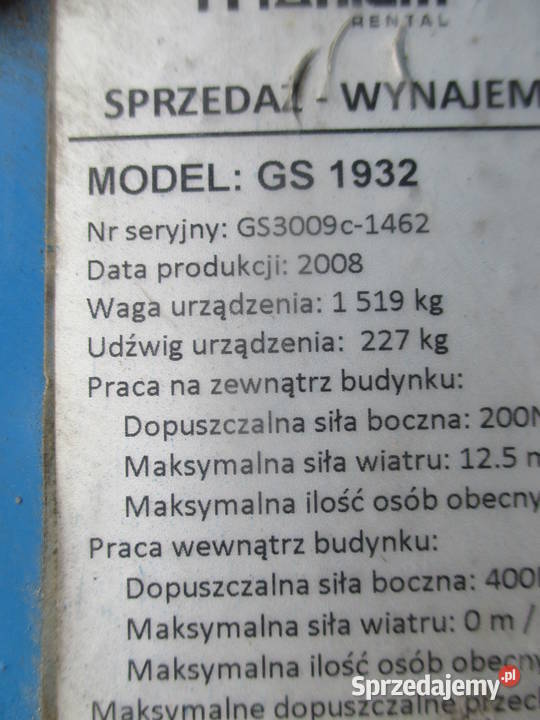 RENTAL
SPRZEDAŻ - WYNAJEM
MODEL: GS 1932
Nr seryjny: GS3009c-1462
Data produkcji: 2008
Waga urządzenia: 1 519 kg
Udźwig urządzenia: 227 kg
Praca na zewnątrz budynku:
Dopuszczalna siła boczna: 200N
Maksymalna siła wiatru: 12.5 m
Maksymalna ilość osób obecny
Praca wewnątrz budynku:
Dopuszczalna siła boczna: 400
Maksymalna siła wiatru: 0 m /
Maksymalna ilość osób obecny
Maksymalne dopuszczalne przech
Sprzedajemy.pl